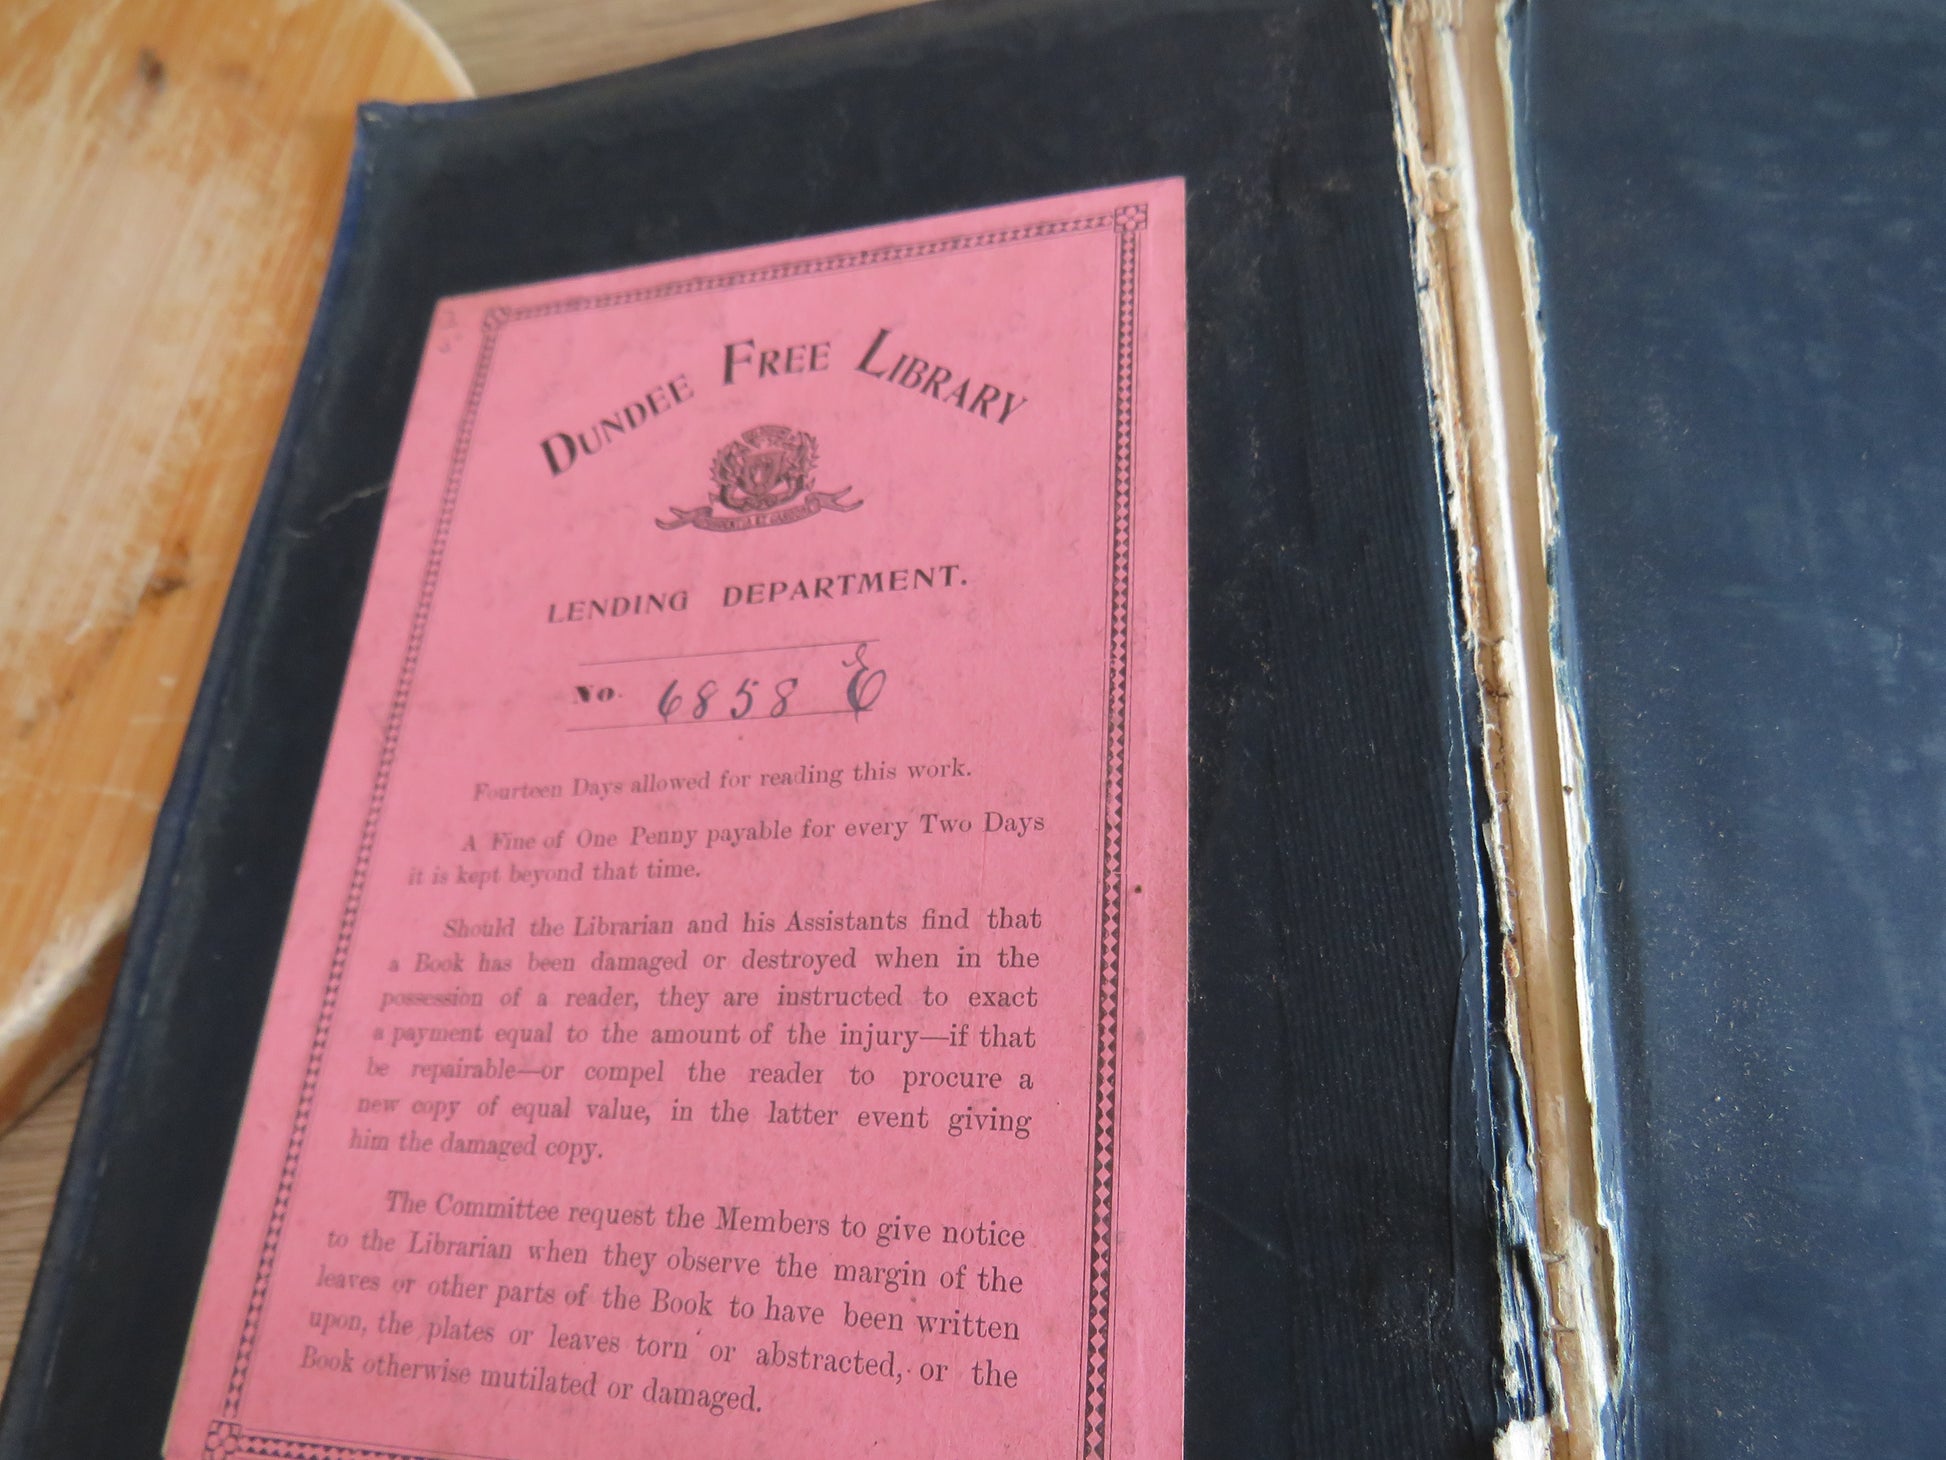 DUNDEE FREE LIBRARY
LENDING DEPARTMENT.
No. 6858 E
Fourteen Days allowed for reading this work.
A Fine of One Penny payable for every Two Days
it is kept beyond that time.
Should the Librarian and his Assistants find that
a Book has been damaged or destroyed when in the
possession of a reader, they are instructed to exact
a payment equal to the amount of the injury—if that
be repairable—or compel the reader to procure a
new copy of equal value, in the latter event giving
him the damaged copy.
The Committee request the Members to give notice
to the Librarian when they observe the margin of the
leaves or other parts of the Book to have been written
upon, the plates or leaves torn or abstracted, or the
Book otherwise mutilated or damaged.